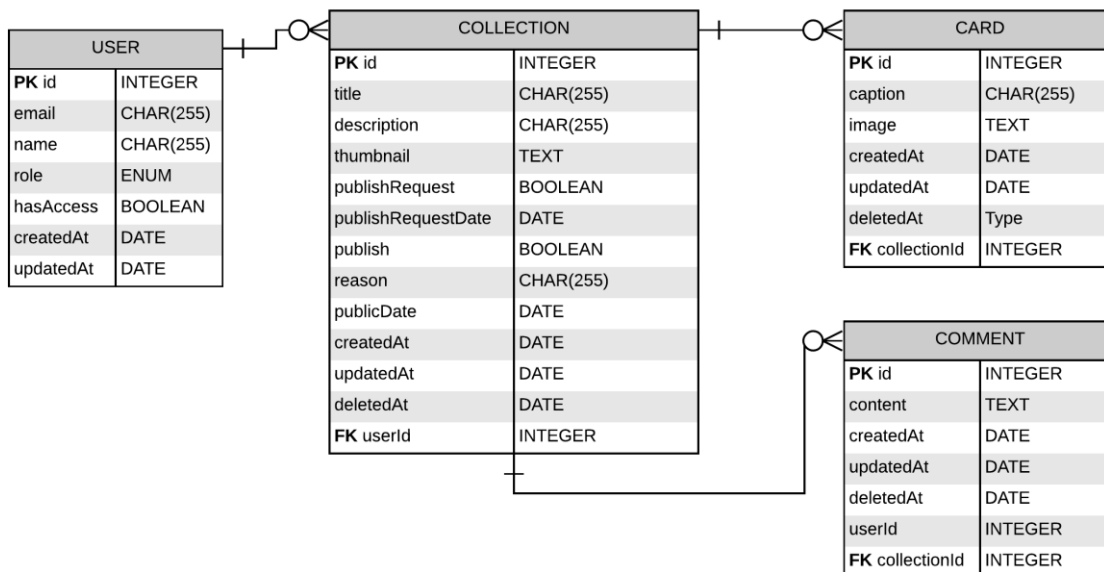 USER
PK id INTEGER
email CHAR(255)
name CHAR(255)
role ENUM
hasAccess BOOLEAN
createdAt DATE
updatedAt DATE
COLLECTION
PK id INTEGER
title CHAR(255)
description CHAR(255)
thumbnail TEXT
publishRequest BOOLEAN
publishRequestDate DATE
publish BOOLEAN
reason CHAR(255)
publicDate DATE
createdAt DATE
updatedAt DATE
deletedAt DATE
FK userId INTEGER
CARD
PK id INTEGER
caption CHAR(255)
image TEXT
createdAt DATE
updatedAt DATE
deletedAt Type
FK collectionId INTEGER
COMMENT
PK id INTEGER
content TEXT
createdAt DATE
updatedAt DATE
deletedAt DATE
userId INTEGER
FK collectionId INTEGER